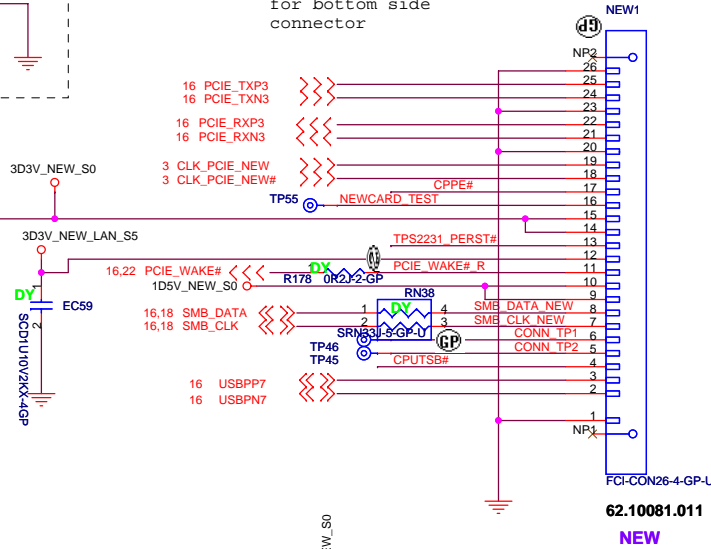 for bottom side
connector
NEW1
GP
NP2
26
25
24
23
22
21
20
19
18
17
16
15
14
13
12
11
10
9
8
7
6
5
4
3
2
1
NP1
16 PCIE_TXP3
16 PCIE_TXN3
16 PCIE_RXP3
16 PCIE_RXN3
3 CLK_PCIE_NEW
3 CLK_PCIE_NEW#
CPPE#
TP55
NEWCARD_TEST
3D3V_NEW_S0
3D3V_NEW_LAN_S5
TPS2231_PERST#
16,22 PCIE_WAKE#
DY
R178
0R2J-2-GP
PCIE_WAKE#_R
1D5V_NEW_S0
DY
1
EC59
2
SCD1U10V2KX-4GP
RN38
DY
16,18 SMB_DATA
16,18 SMB_CLK
1
2
4
3
SRN33J-5-GP-U
SMB_DATA_NEW
SMB_CLK_NEW
GP
TP46
TP45
CONN_TP1
CONN_TP2
CPUTSB#
16 USBPP7
16 USBPN7
FCI-CON26-4-GP-U
62.10081.011
NEW